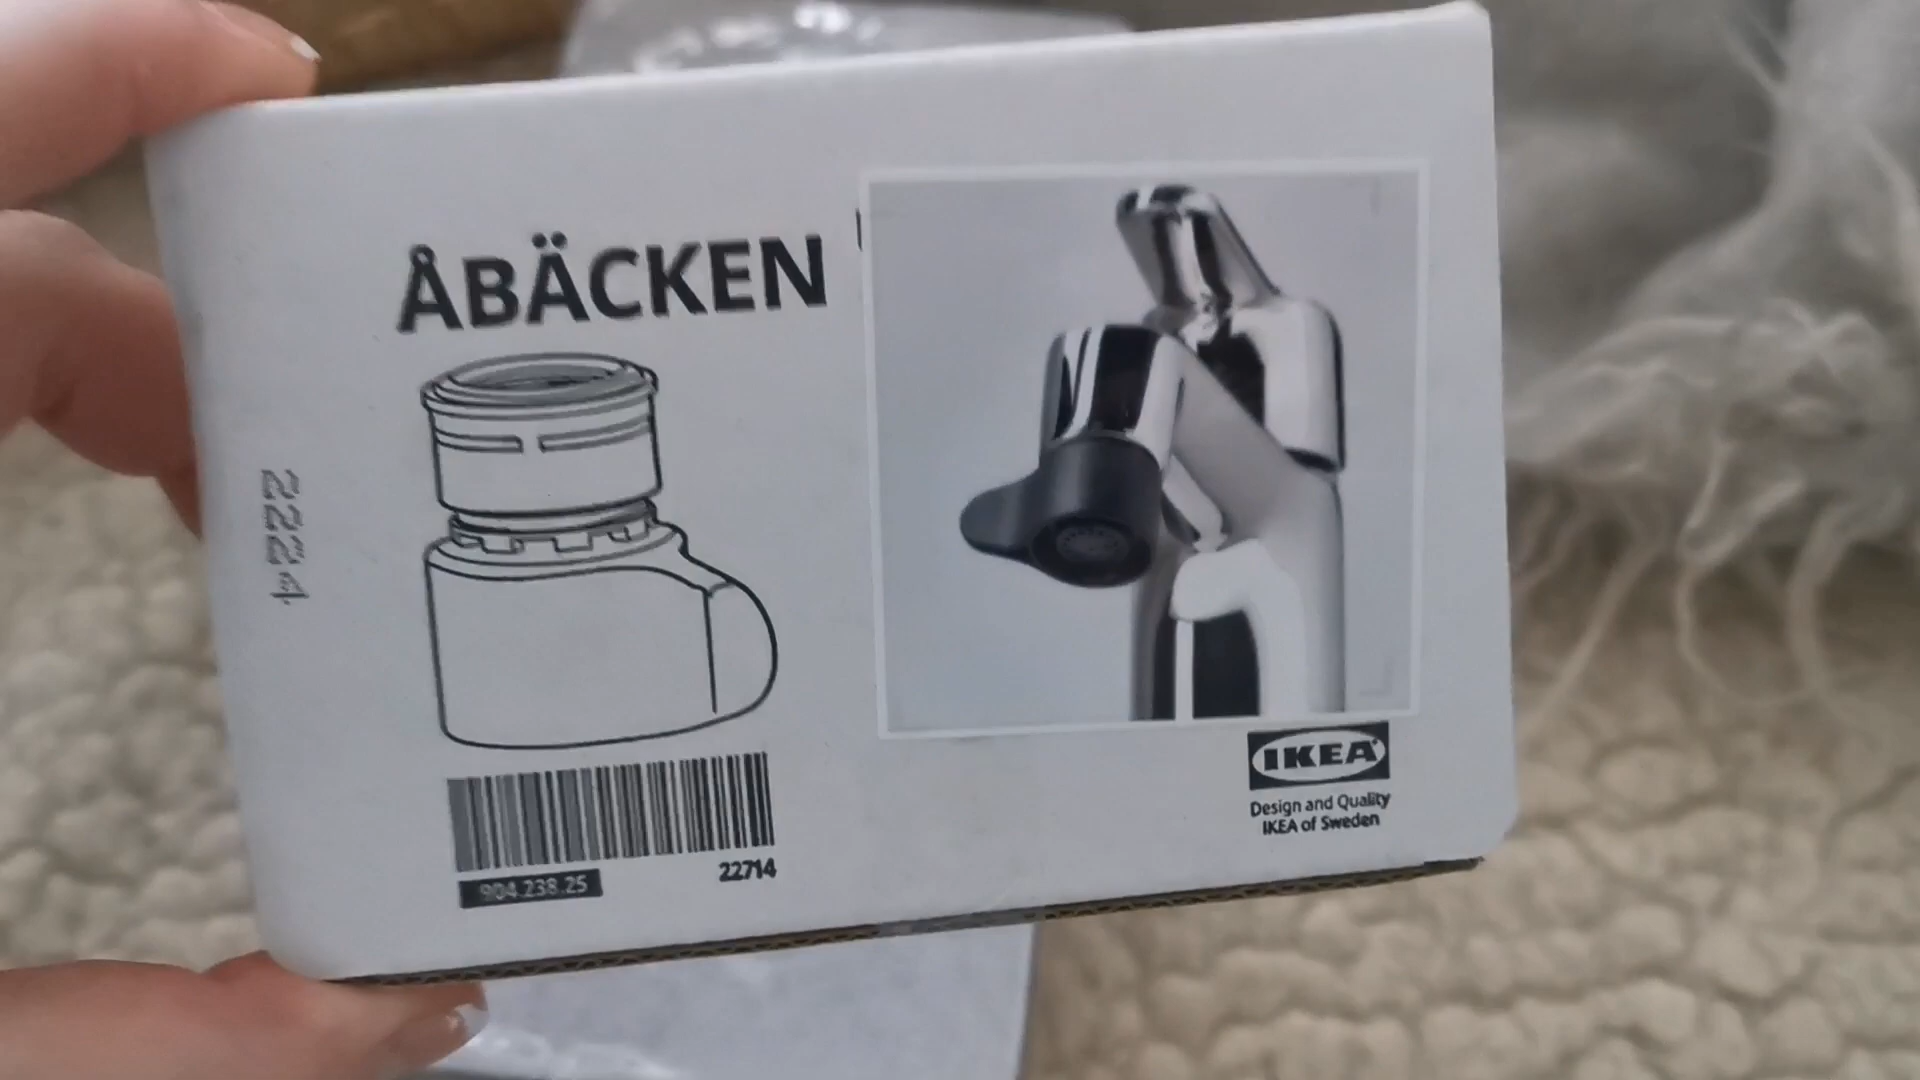 ÅBÄCKEN
2224
904.238.25
22714
IKEA
Design and Quality
IKEA of Sweden